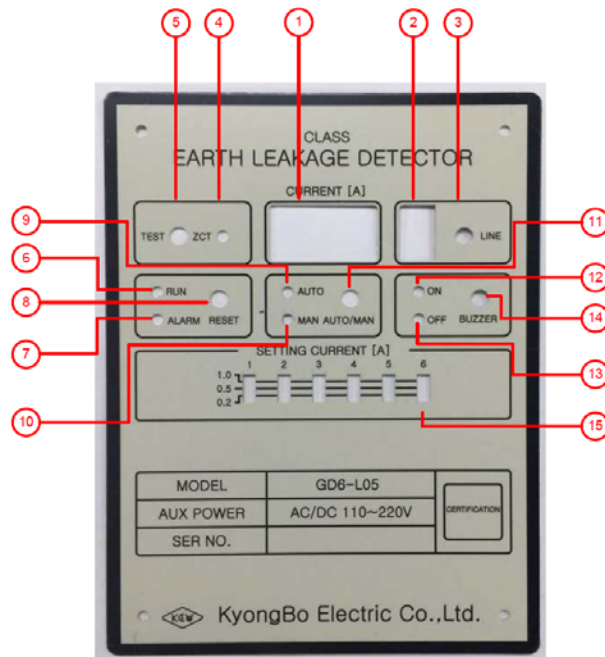 5 4 1 2 3
CLASS
EARTH LEAKAGE DETECTOR
CURRENT [A]
9 11
TEST ZCT LINE
6 RUN AUTO ON 12
8 14
7 ALARM RESET MAN AUTO/MAN OFF BUZZER
13
10 SETTING CURRENT [A]
1 2 3 4 5 6
1.0
0.5
0.2
15
MODEL GD6-L05
AUX POWER AC/DC 110~220V CERTIFICATION
SER NO.
KEW KyongBo Electric Co.,Ltd.